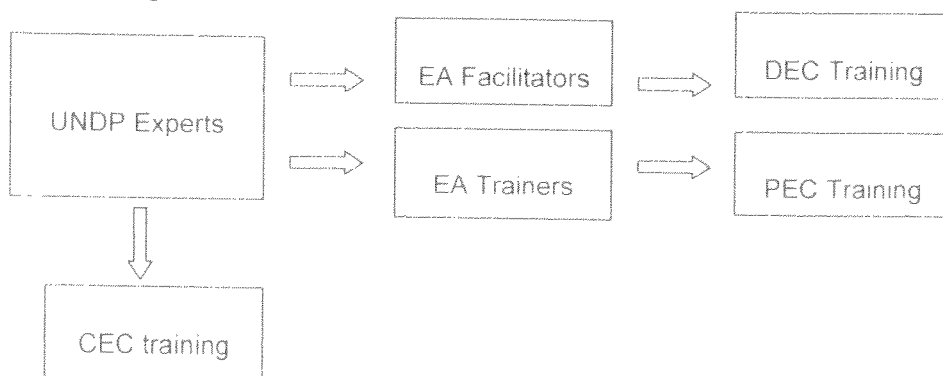 UNDP Experts
EA Facilitators
DEC Training
EA Trainers
PEC Training
CEC training